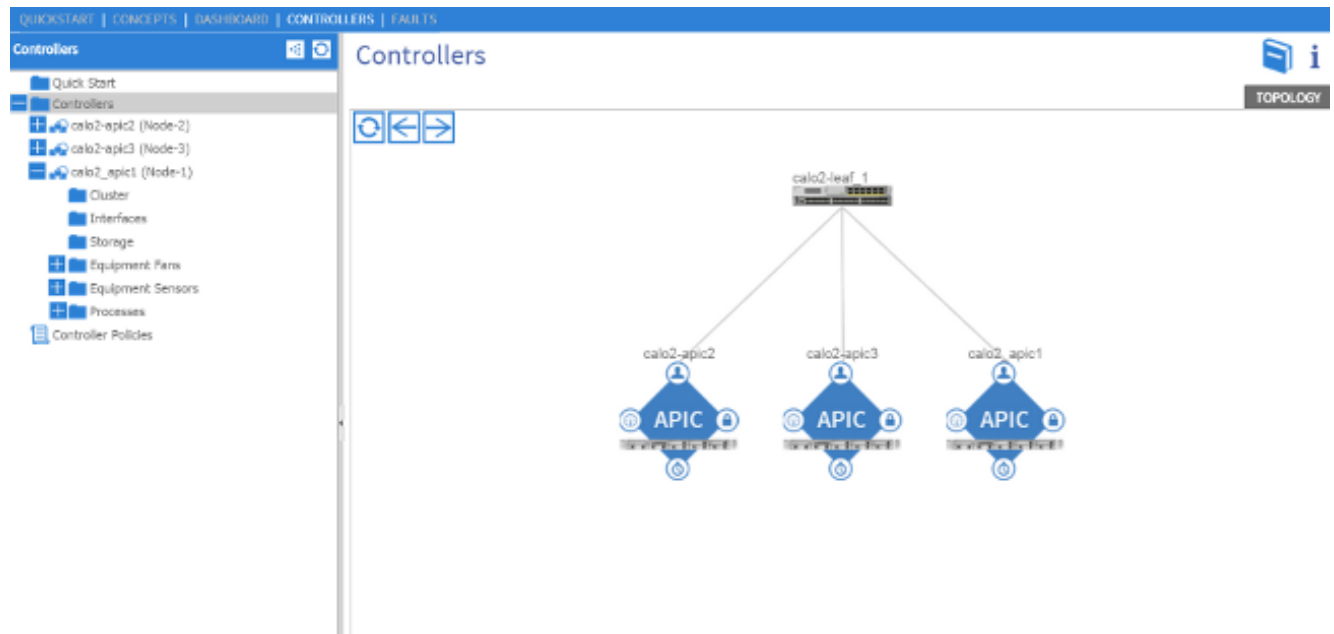 QUICKSTART | CONCEPTS | DASHBOARD | CONTROLLERS | FAULTS
Controllers
Controllers
i
Quick Start
Controllers
TOPOLOGY
calo2-apic2 (Node-2)
calo2-apic3 (Node-3)
calo2_apic1 (Node-1)
Cluster
Interfaces
Storage
Equipment Fans
Equipment Sensors
Processes
Controller Policies
calo2-leaf_1
calo2-apic2
calo2-apic3
calo2_apic1
APIC
APIC
APIC